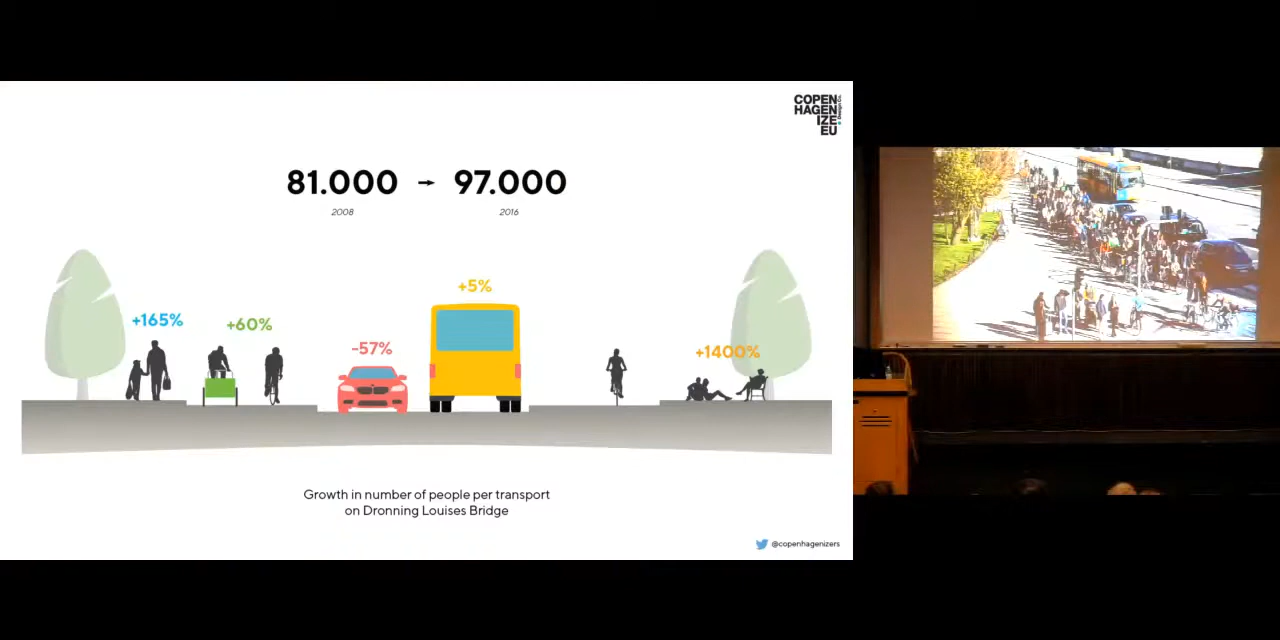 COPEN
HAGEN
IZE
EU
81.000 → 97.000
2008 2016
+5%
+165%
+60%
-57%
+1400%
Growth in number of people per transport
on Dronning Louises Bridge
@copenhagenizers